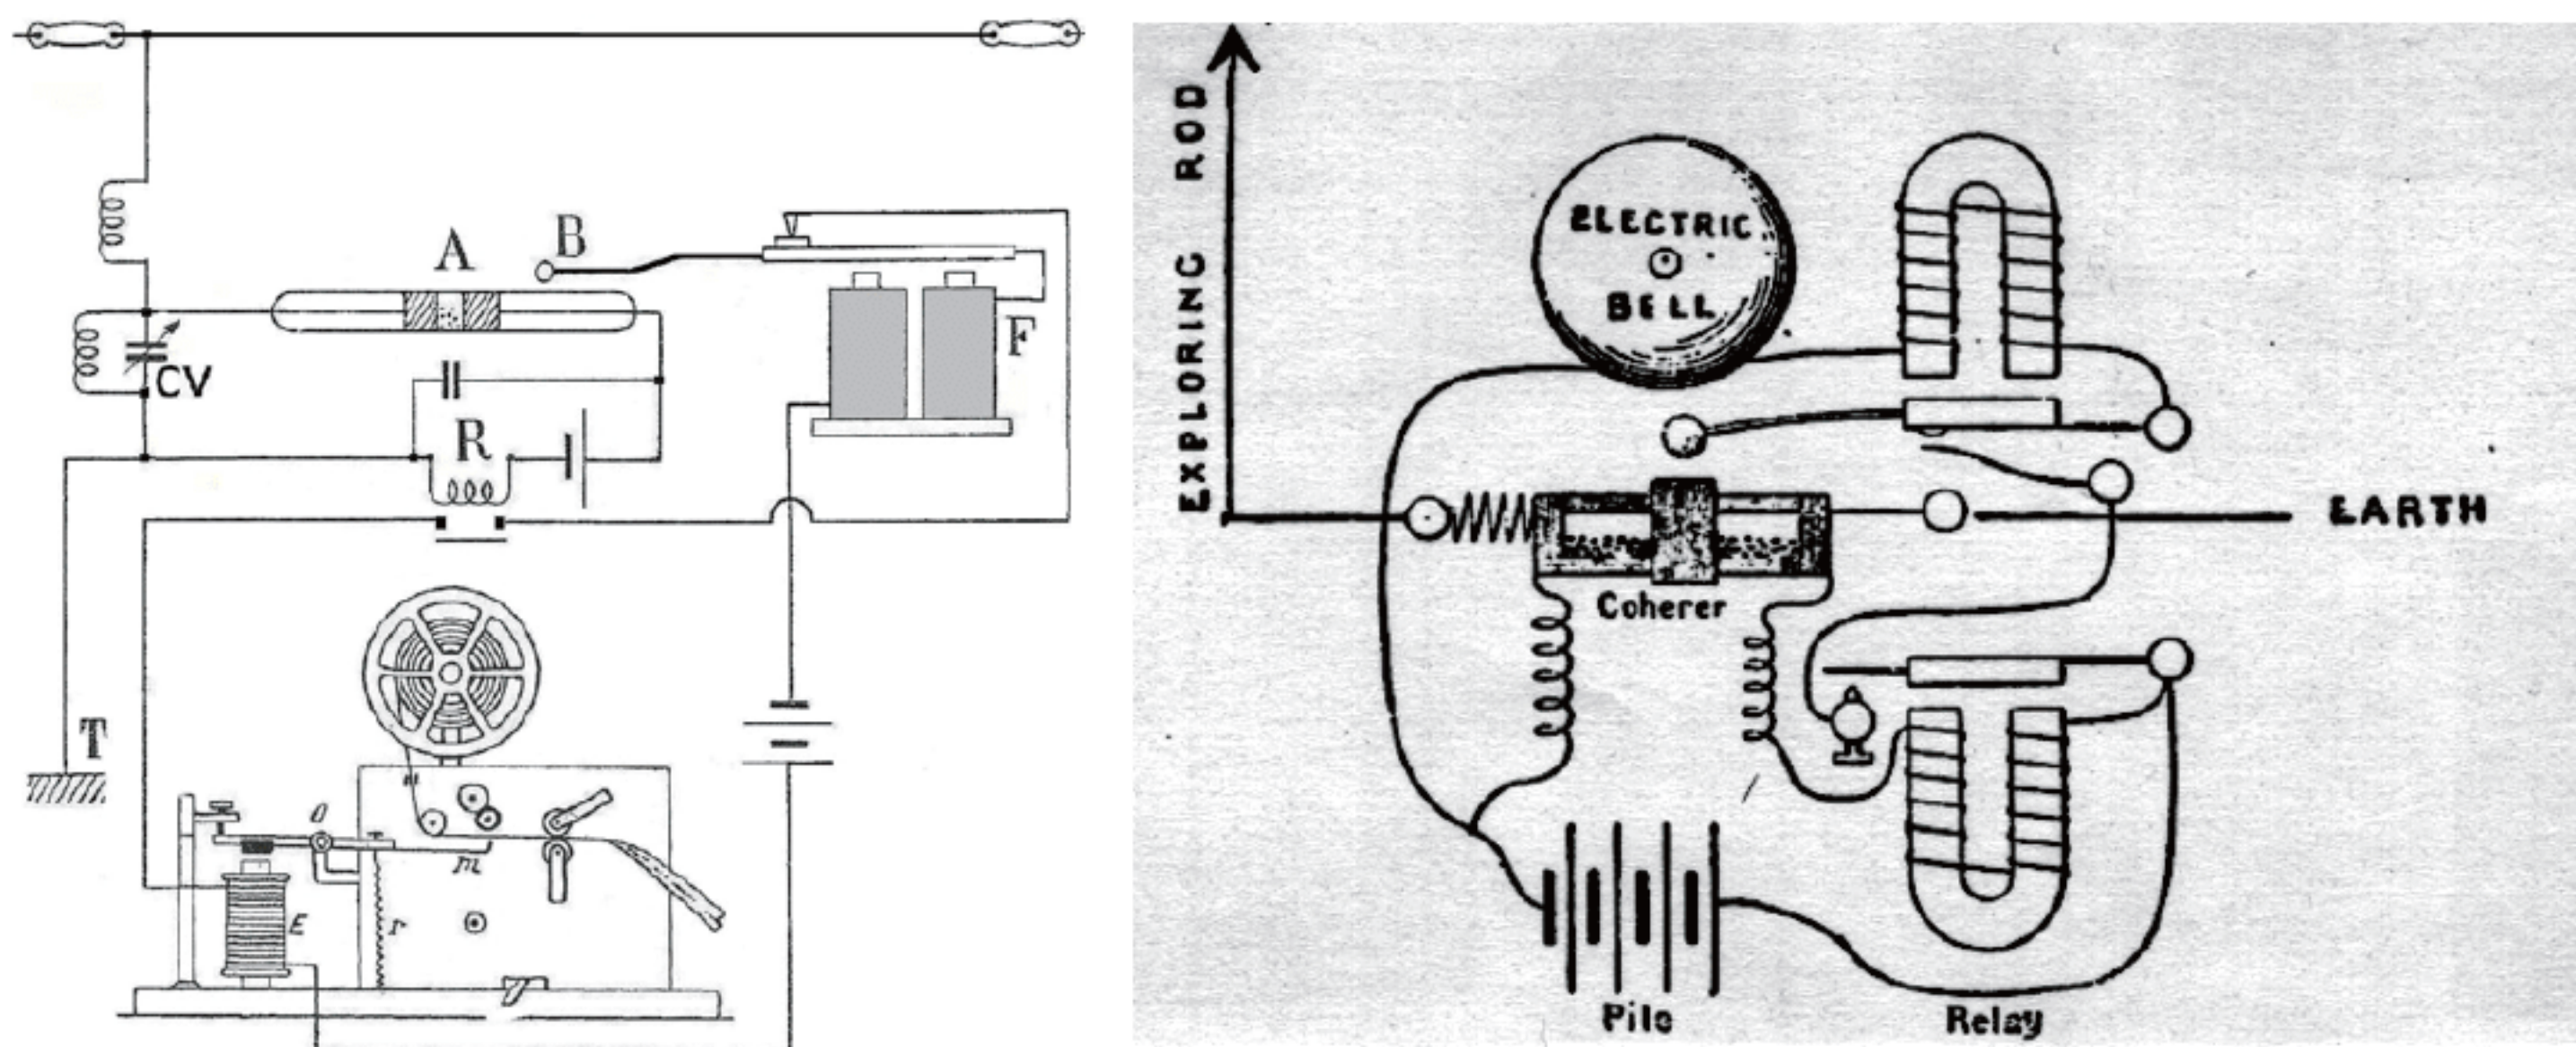 A
B
F
CV
R
T
O
m
E
r
EXPLORING ROD
ELECTRIC
BELL
EARTH
Coherer
Pile
Relay